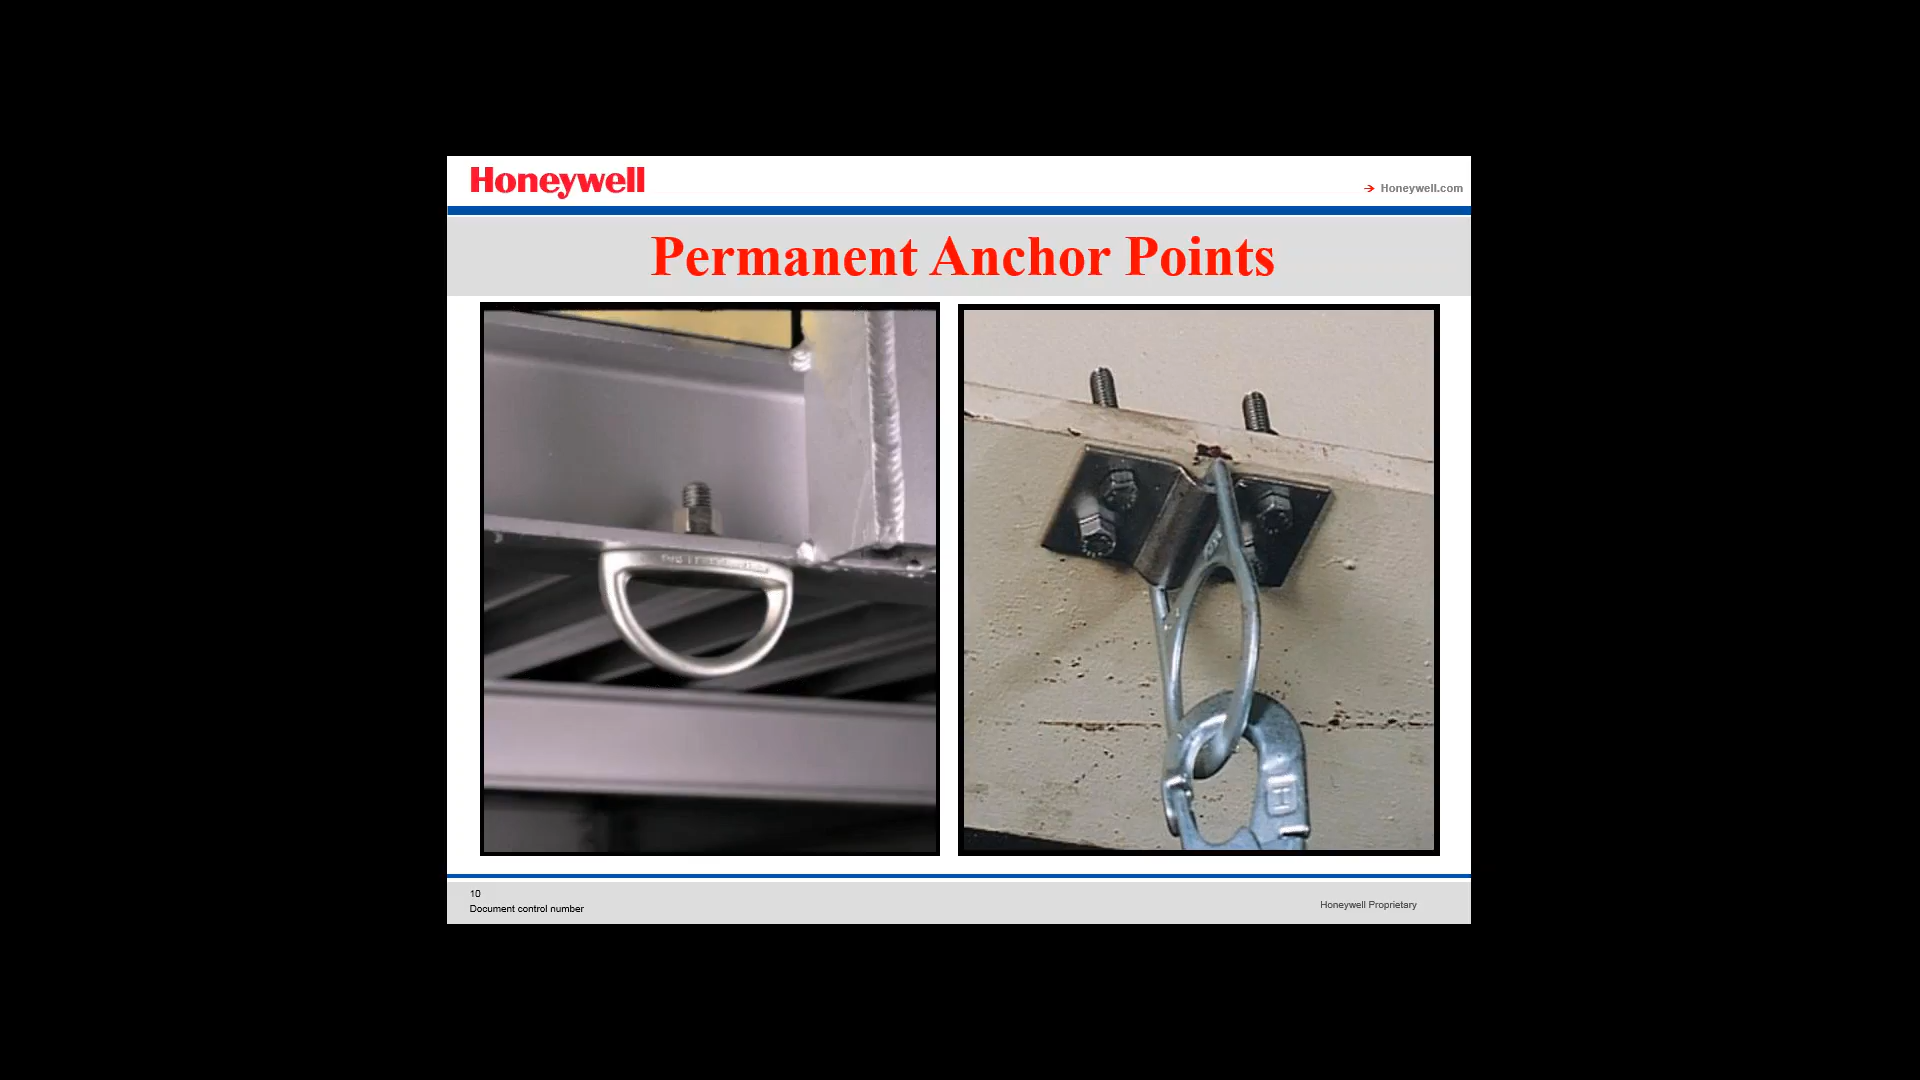 Honeywell
Honeywell.com
Permanent Anchor Points
H
10
Document control number
Honeywell Proprietary